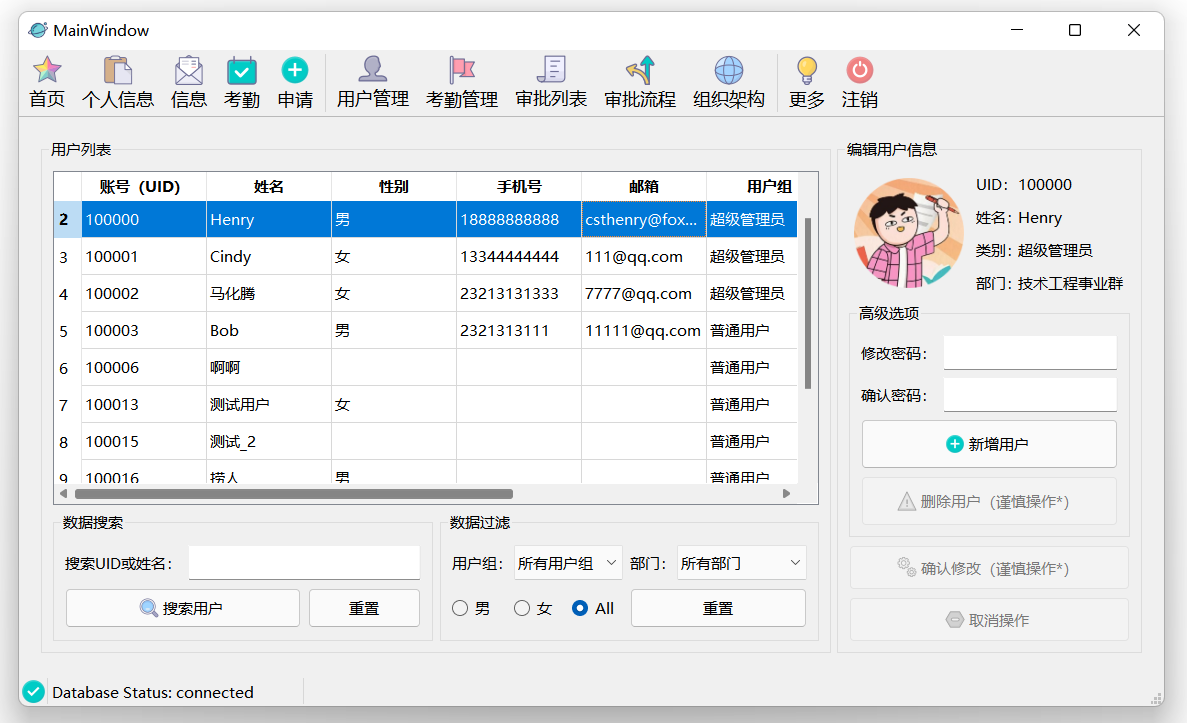 MainWindow
首页 个人信息 信息 考勤 申请 用户管理 考勤管理 审批列表 审批流程 组织架构 更多 注销
用户列表
账号（UID） 姓名 性别 手机号 邮箱 用户组
2 100000 Henry 男 18888888888 csthenry@fox... 超级管理员
3 100001 Cindy 女 13344444444 111@qq.com 超级管理员
4 100002 马化腾 女 23213131333 7777@qq.com 超级管理员
5 100003 Bob 男 2321313111 11111@qq.com 普通用户
6 100006 啊啊 普通用户
7 100013 测试用户 女 普通用户
8 100015 测试_2 普通用户
9 100016 捞人 男 普通用户
数据搜索
搜索UID或姓名：
搜索用户 重置
数据过滤
用户组： 所有用户组 部门： 所有部门
男 女 All 重置
编辑用户信息
UID： 100000
姓名： Henry
类别： 超级管理员
部门： 技术工程事业群
高级选项
修改密码：
确认密码：
新增用户
删除用户（谨慎操作*）
确认修改（谨慎操作*）
取消操作
Database Status: connected